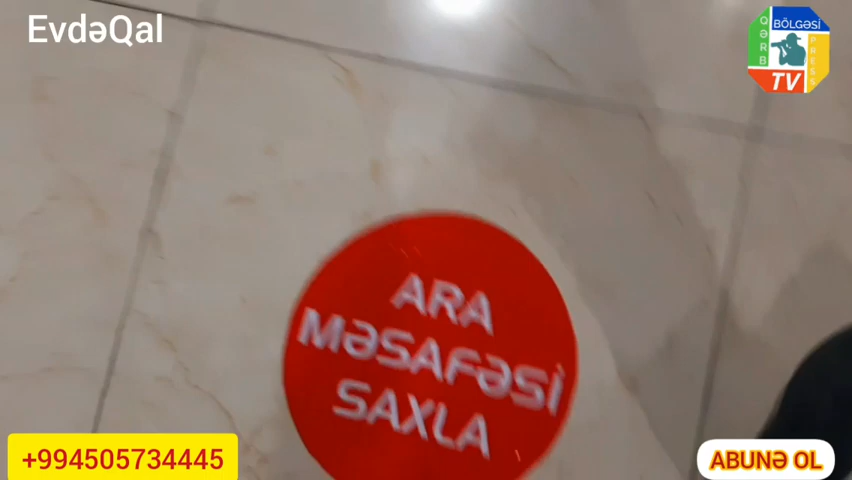 EvdəQal
QƏRB
BÖLGƏSİ
PRESS
TV
ARA
MƏSAFƏSİ
SAXLA
+994505734445
ABUNƏ OL